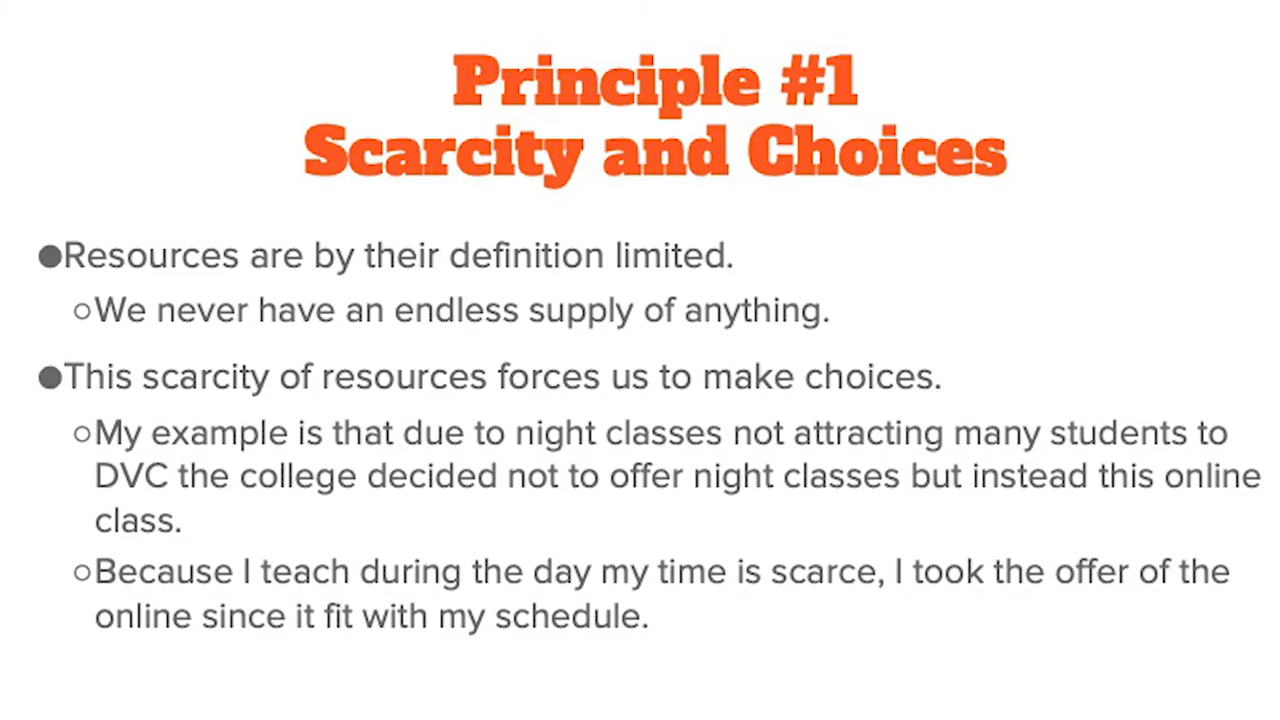 Principle #1
Scarcity and Choices
●Resources are by their definition limited.
○We never have an endless supply of anything.
●This scarcity of resources forces us to make choices.
○My example is that due to night classes not attracting many students to
DVC the college decided not to offer night classes but instead this online
class.
○Because I teach during the day my time is scarce, I took the offer of the
online since it fit with my schedule.